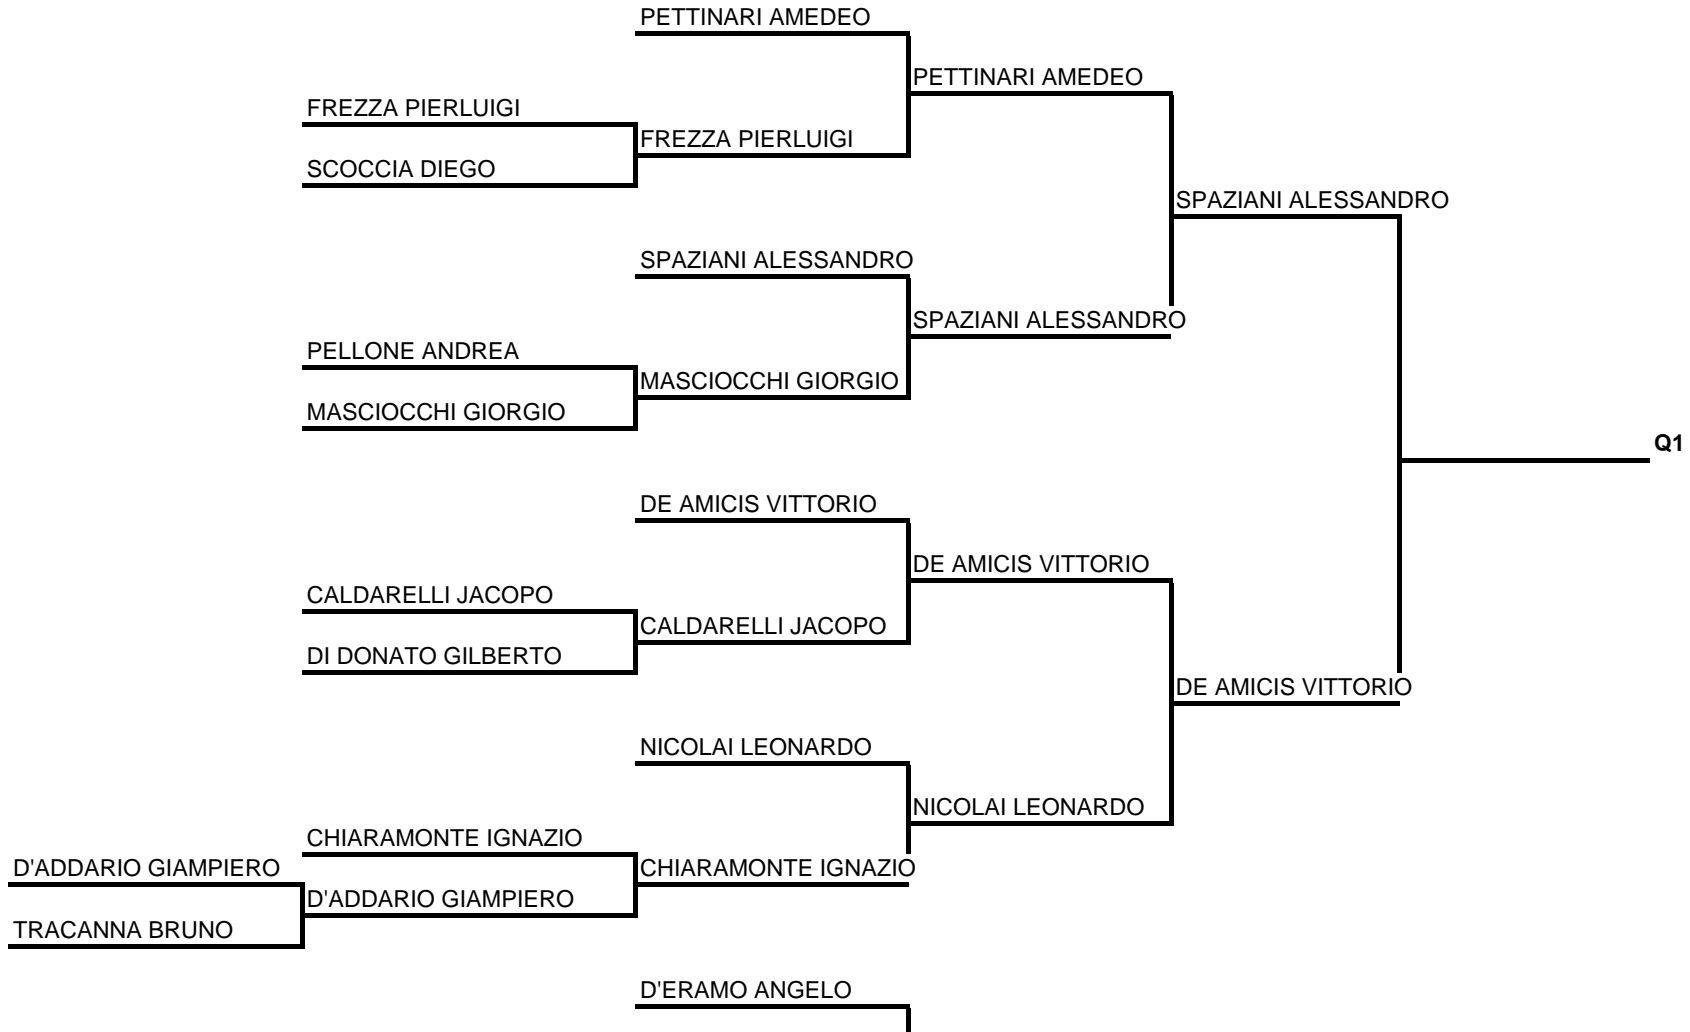 PETTINARI AMEDEO
PETTINARI AMEDEO
FREZZA PIERLUIGI
FREZZA PIERLUIGI
SCOCCIA DIEGO
SPAZIANI ALESSANDRO
SPAZIANI ALESSANDRO
SPAZIANI ALESSANDRO
PELLONE ANDREA
MASCIOCCHI GIORGIO
MASCIOCCHI GIORGIO
Q1
DE AMICIS VITTORIO
DE AMICIS VITTORIO
CALDARELLI JACOPO
CALDARELLI JACOPO
DI DONATO GILBERTO
DE AMICIS VITTORIO
NICOLAI LEONARDO
NICOLAI LEONARDO
CHIARAMONTE IGNAZIO
D'ADDARIO GIAMPIERO
CHIARAMONTE IGNAZIO
D'ADDARIO GIAMPIERO
TRACANNA BRUNO
D'ERAMO ANGELO